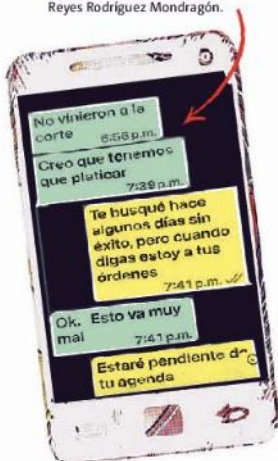 Reyes Rodríguez Mondragón.
No vinieron a la
corte 6:56 p.m.
Creo que tenemos
que platicar
7:39 p.m.
Te busqué hace
algunos días sin
éxito, pero cuando
digas estoy a tus
órdenes
7:41 p.m.
Ok. Esto va muy
mal 7:41 p.m.
Estaré pendiente de
tu agenda